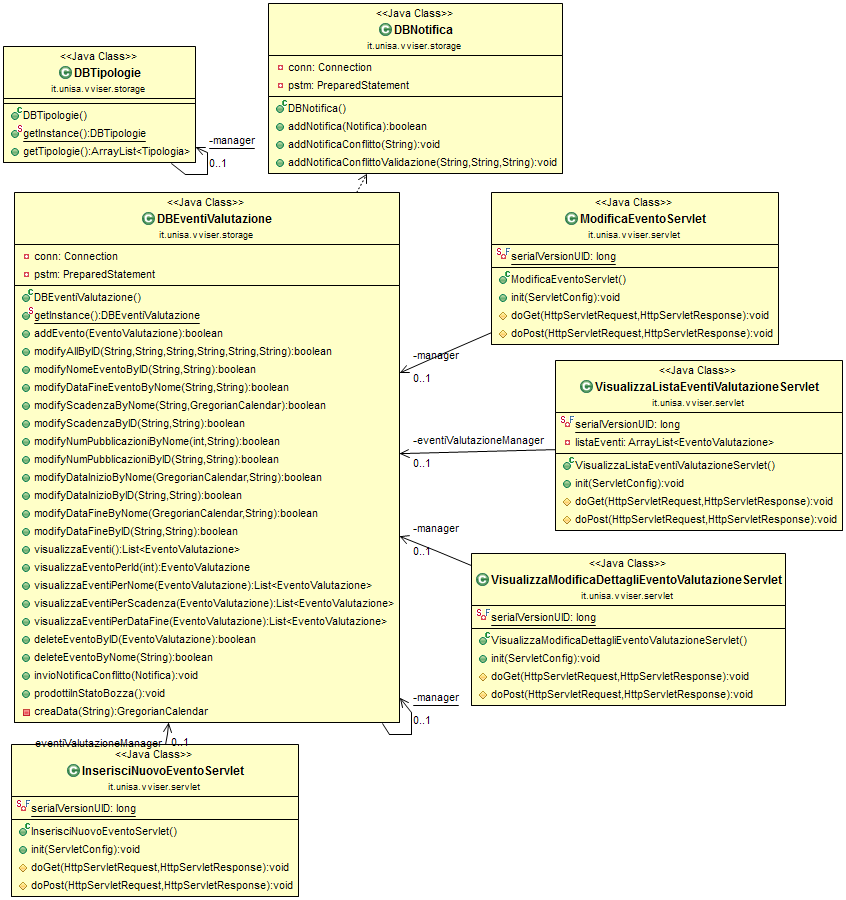 <<Java Class>>
DBNotifica
it.unisa.vviser.storage
conn: Connection
pstm: PreparedStatement
DBNotifica()
addNotifica(Notifica):boolean
addNotificaConflitto(String):void
addNotificaConflittoValidazione(String,String,String):void
<<Java Class>>
DBTipologie
it.unisa.vviser.storage
DBTipologie()
getInstance():DBTipologie
getTipologie():ArrayList<Tipologia>
-manager
0..1
<<Java Class>>
DBEventiValutazione
it.unisa.vviser.storage
conn: Connection
pstm: PreparedStatement
DBEventiValutazione()
getInstance():DBEventiValutazione
addEvento(EventoValutazione):boolean
modifyAllByID(String,String,String,String,String,String):boolean
modifyNomeEventoByID(String,String):boolean
modifyDataFineEventoByNome(String,String):boolean
modifyScadenzaByNome(String,GregorianCalendar):boolean
modifyScadenzaByID(String,String):boolean
modifyNumPubblicazioniByNome(int,String):boolean
modifyNumPubblicazioniByID(String,String):boolean
modifyDataInizioByNome(GregorianCalendar,String):boolean
modifyDataInizioByID(String,String):boolean
modifyDataFineByNome(GregorianCalendar,String):boolean
modifyDataFineByID(String,String):boolean
visualizzaEventi():List<EventoValutazione>
visualizzaEventoPerId(int):EventoValutazione
visualizzaEventiPerNome(EventoValutazione):List<EventoValutazione>
visualizzaEventiPerScadenza(EventoValutazione):List<EventoValutazione>
visualizzaEventiPerDataFine(EventoValutazione):List<EventoValutazione>
deleteEventoByID(EventoValutazione):boolean
deleteEventoByNome(String):boolean
invioNotificaConflitto(Notifica):void
prodottiInStatoBozza():void
creaData(String):GregorianCalendar
<<Java Class>>
ModificaEventoServlet
it.unisa.vviser.servlet
serialVersionUID: long
ModificaEventoServlet()
init(ServletConfig):void
doGet(HttpServletRequest,HttpServletResponse):void
doPost(HttpServletRequest,HttpServletResponse):void
-manager
0..1
<<Java Class>>
VisualizzaListaEventiValutazioneServlet
it.unisa.vviser.servlet
serialVersionUID: long
listaEventi: ArrayList<EventoValutazione>
VisualizzaListaEventiValutazioneServlet()
init(ServletConfig):void
doGet(HttpServletRequest,HttpServletResponse):void
doPost(HttpServletRequest,HttpServletResponse):void
-eventiValutazioneManager
0..1
-manager
0..1
<<Java Class>>
VisualizzaModificaDettagliEventoValutazioneServlet
it.unisa.vviser.servlet
serialVersionUID: long
VisualizzaModificaDettagliEventoValutazioneServlet()
init(ServletConfig):void
doGet(HttpServletRequest,HttpServletResponse):void
doPost(HttpServletRequest,HttpServletResponse):void
-manager
0..1
eventiValutazioneManager
0..1
<<Java Class>>
InserisciNuovoEventoServlet
it.unisa.vviser.servlet
serialVersionUID: long
InserisciNuovoEventoServlet()
init(ServletConfig):void
doGet(HttpServletRequest,HttpServletResponse):void
doPost(HttpServletRequest,HttpServletResponse):void